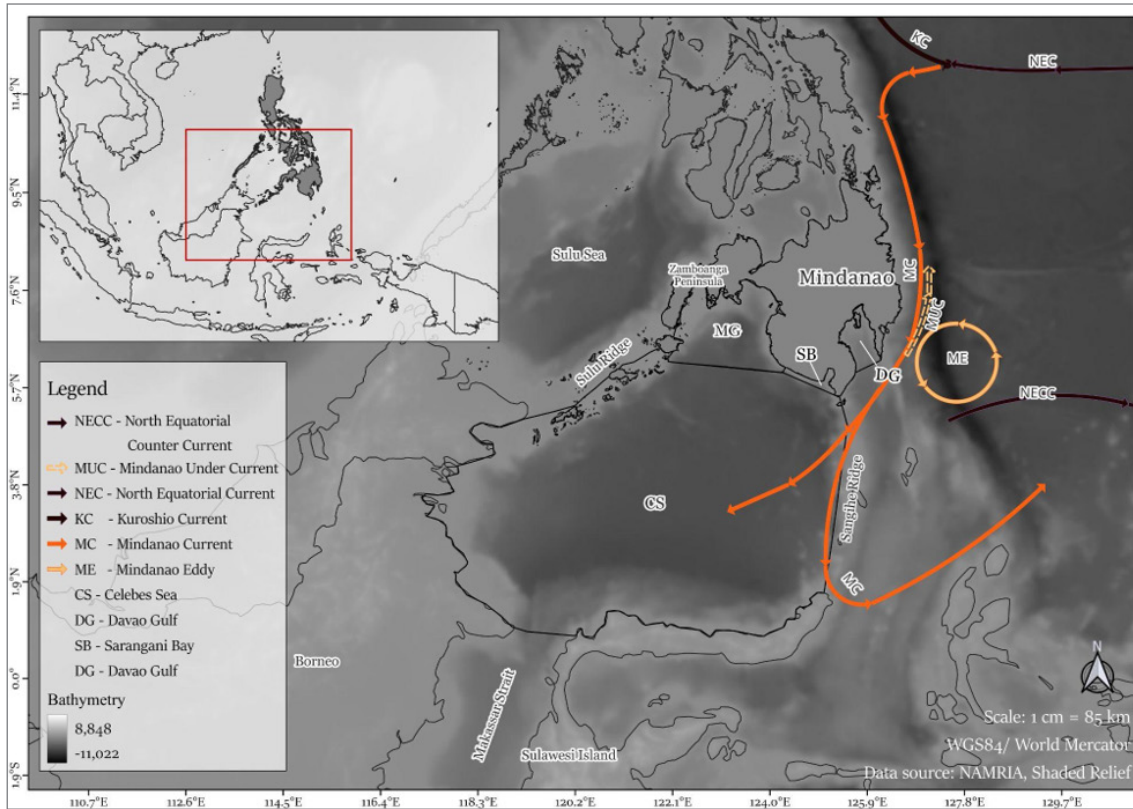 KC
NEC
11.4°N
9.5°N
7.6°N
5.7°N
3.8°N
1.9°N
0.0°
1.9°S
Sulu Sea
Zamboanga
Peninsula
Mindanao
MC
MUC
MG
SB
DG
ME
NECC
Sulu Ridge
CS
Sangihe Ridge
MC
Borneo
Makassar Strait
Sulawesi Island
Legend
NECC - North Equatorial
Counter Current
MUC - Mindanao Under Current
NEC - North Equatorial Current
KC - Kuroshio Current
MC - Mindanao Current
ME - Mindanao Eddy
CS - Celebes Sea
DG - Davao Gulf
SB - Sarangani Bay
DG - Davao Gulf
Bathymetry
8,848
-11,022
N
Scale: 1 cm = 85 km
WGS84/ World Mercator
Data source: NAMRIA, Shaded Relief
110.7°E 112.6°E 114.5°E 116.4°E 118.3°E 120.2°E 122.1°E 124.0°E 125.9°E 127.8°E 129.7°E